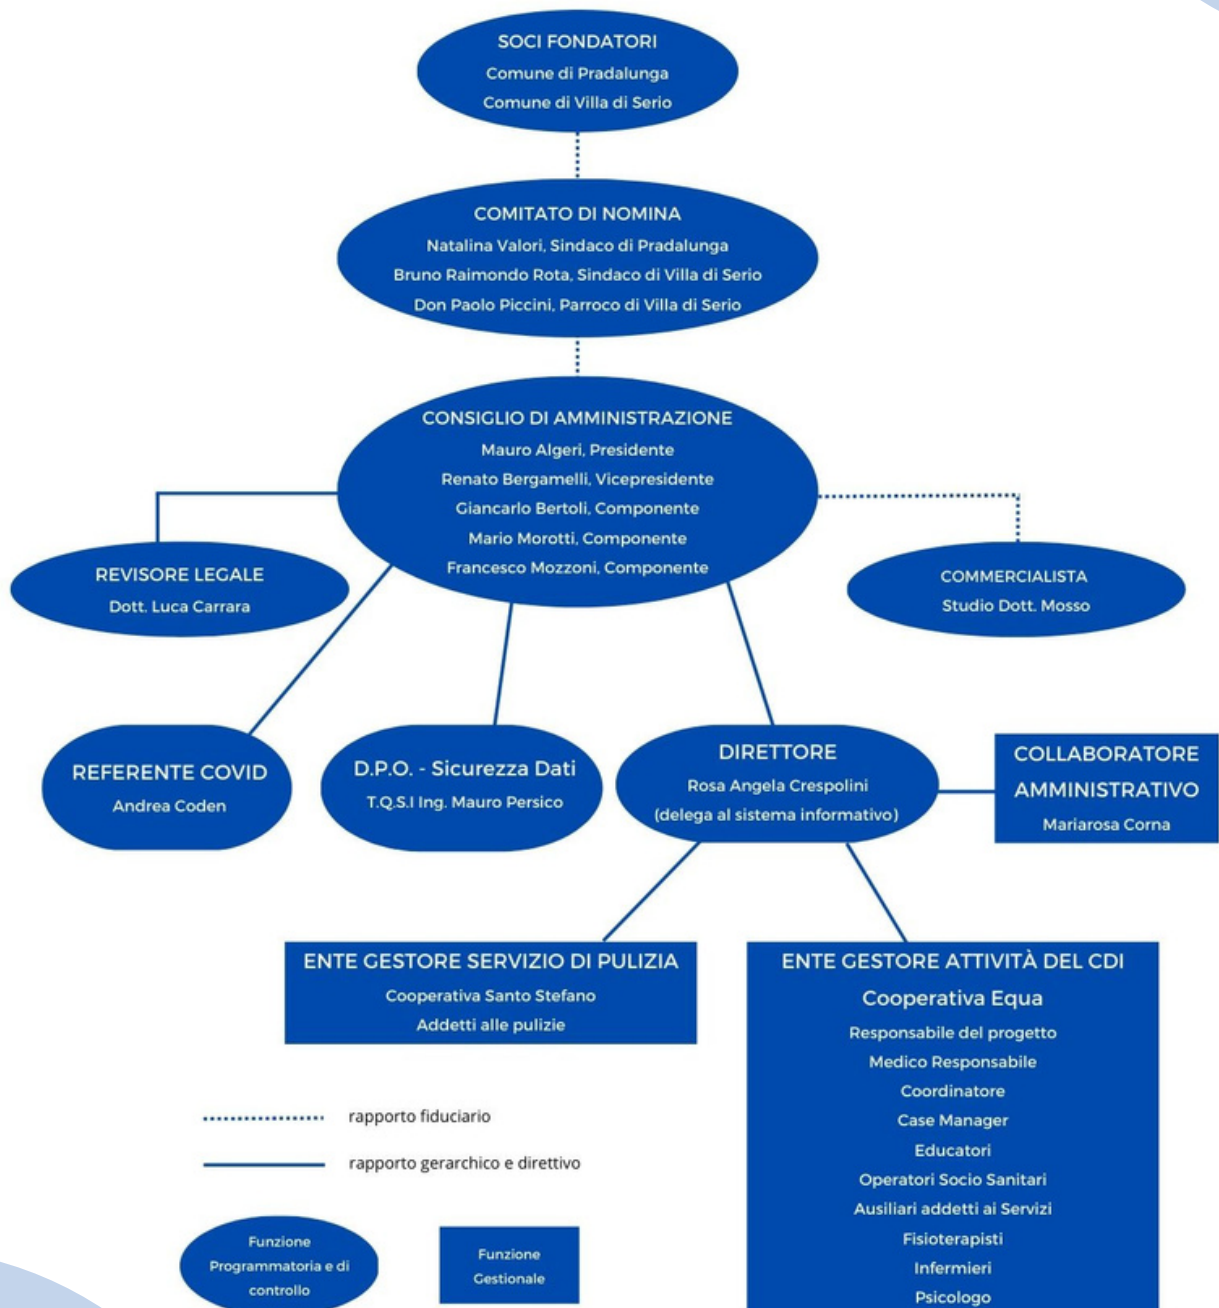 SOCI FONDATORI
Comune di Pradalunga
Comune di Villa di Serio
COMITATO DI NOMINA
Natalina Valori, Sindaco di Pradalunga
Bruno Raimondo Rota, Sindaco di Villa di Serio
Don Paolo Piccini, Parroco di Villa di Serio
CONSIGLIO DI AMMINISTRAZIONE
Mauro Algeri, Presidente
Renato Bergamelli, Vicepresidente
Giancarlo Bertoli, Componente
Mario Morotti, Componente
Francesco Mozzoni, Componente
REVISORE LEGALE
Dott. Luca Carrara
COMMERCIALISTA
Studio Dott. Mosso
REFERENTE COVID
Andrea Coden
D.P.O. - Sicurezza Dati
T.Q.S.I Ing. Mauro Persico
DIRETTORE
Rosa Angela Crespolini
(delega al sistema informativo)
COLLABORATORE
AMMINISTRATIVO
Mariarosa Corna
ENTE GESTORE SERVIZIO DI PULIZIA
Cooperativa Santo Stefano
Addetti alle pulizie
ENTE GESTORE ATTIVITÀ DEL CDI
Cooperativa Equa
Responsabile del progetto
Medico Responsabile
Coordinatore
Case Manager
Educatori
Operatori Socio Sanitari
Ausiliari addetti ai Servizi
Fisioterapisti
Infermieri
Psicologo
rapporto fiduciario
rapporto gerarchico e direttivo
Funzione
Programmatoria e di
controllo
Funzione
Gestionale